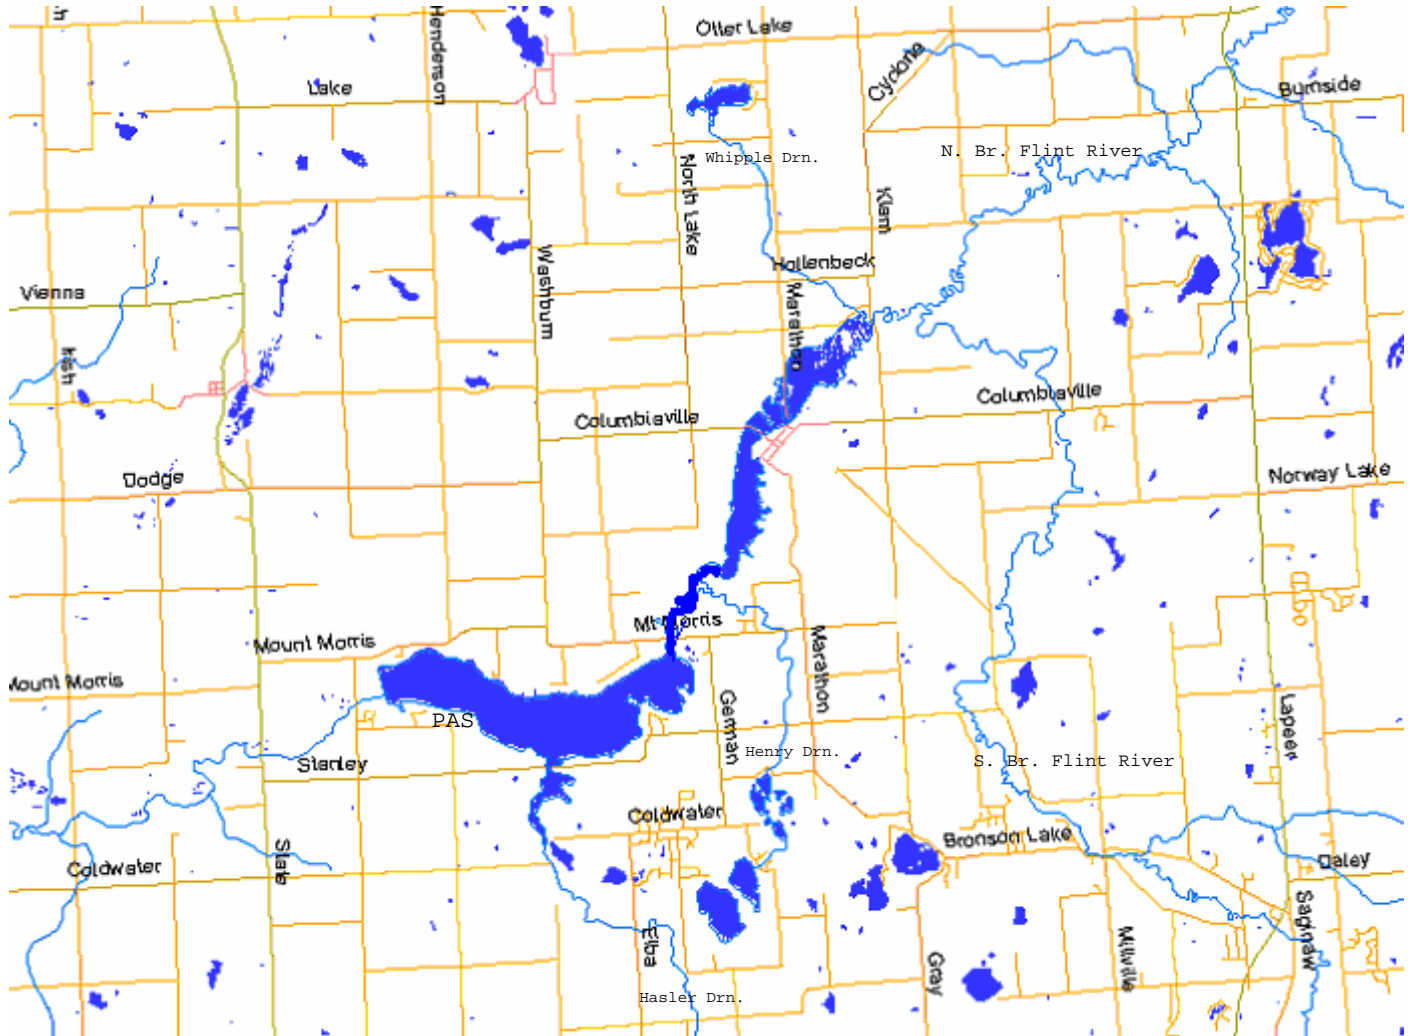 Otter Lake
Henderson
Cyclone
Lake
Burnside
N. Br. Flint River
Whipple Drn.
North Lake
Klam
Washburn
Hollenbeck
Vienna
Marathon
Columbiaville
Columbiaville
Dodge
Norway Lake
Mt Morris
Mount Morris
Marathon
Mount Morris
German
Lapeer
PAS
Henry Drn.
S. Br. Flint River
Stanley
Coldwater
Bronson Lake
State
Coldwater
Daley
Saginaw
Elba
Millville
Gray
Hasler Drn.